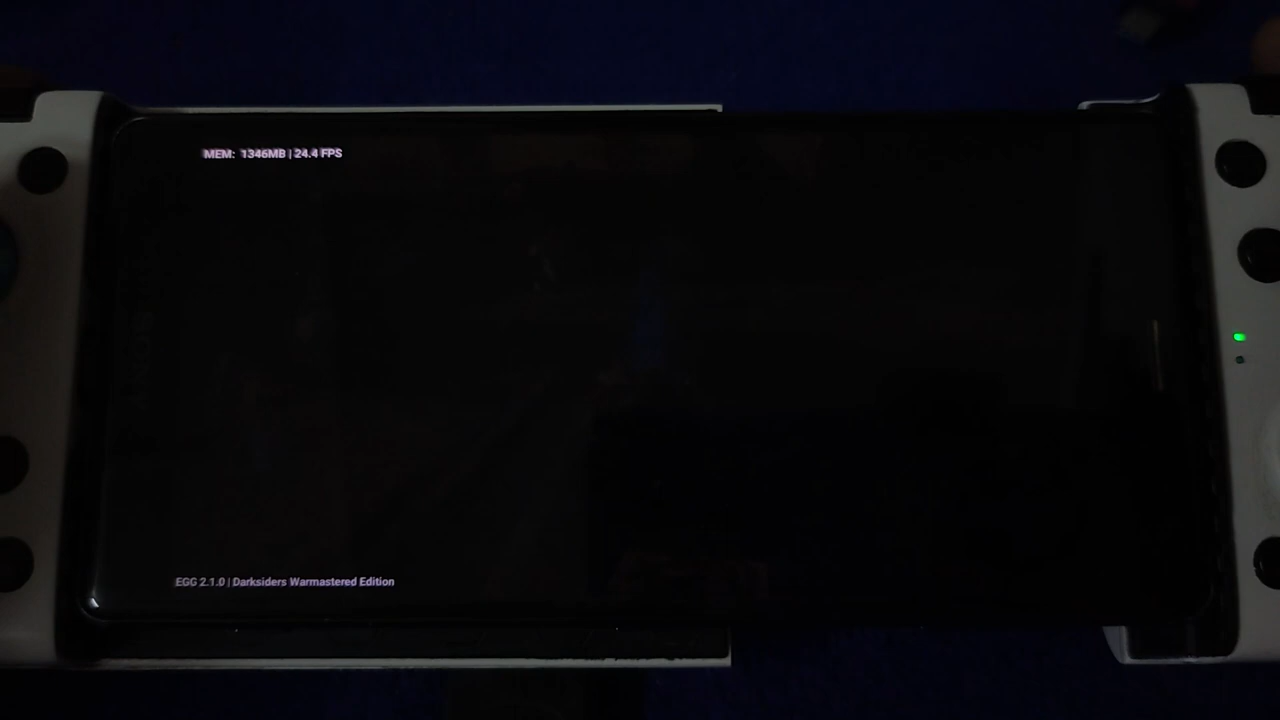 MEM: 1346MB | 24.4 FPS
EGG 2.1.0 | Darksiders Warmastered Edition